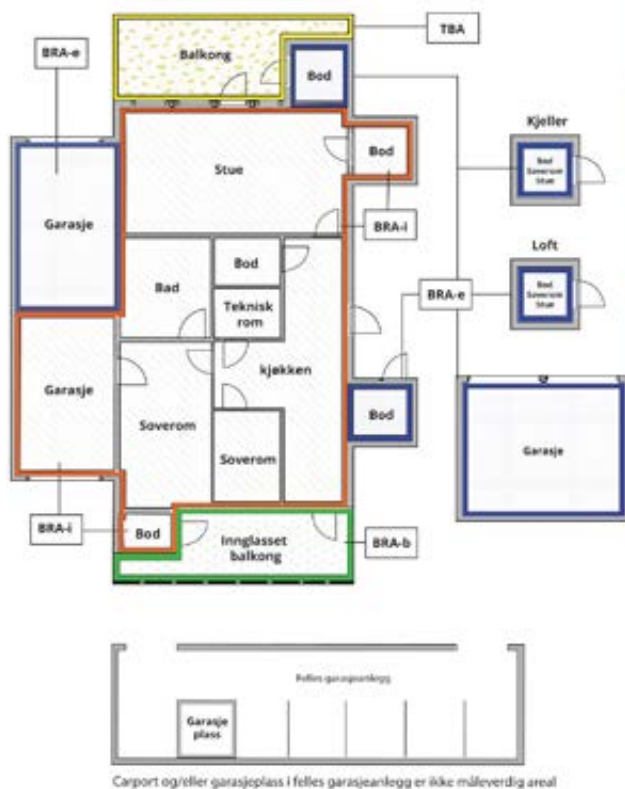 TBA
BRA-e
Balkong
Bod
Kjeller
Bod
Soverom
Stue
Stue
Bod
BRA-i
Garasje
Loft
Bod
Bad
BRA-e
Bod
Soverom
Stue
Teknisk
rom
Garasje
kjøkken
Bod
Soverom
Garasje
Soverom
BRA-i
Bod
Innglasset
balkong
BRA-b
Felles garasjeanlegg
Garasje
plass
Carport og/eller garasjeplass i felles garasjeanlegg er ikke måleverdig areal